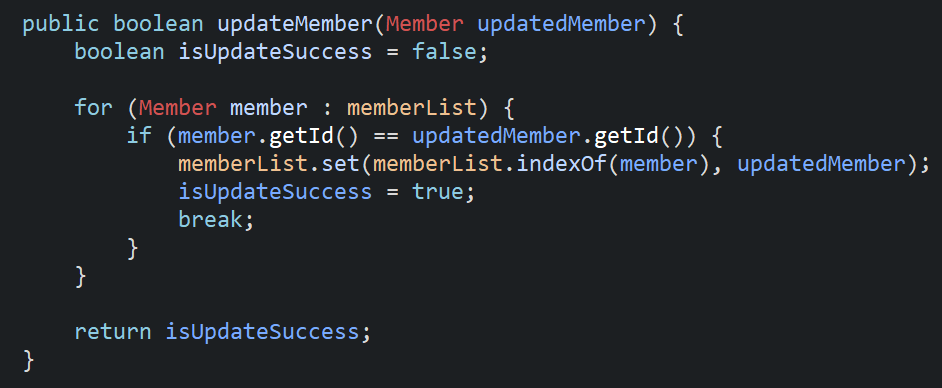 public boolean updateMember(Member updatedMember) {
    boolean isUpdateSuccess = false;

    for (Member member : memberList) {
        if (member.getId() == updatedMember.getId()) {
            memberList.set(memberList.indexOf(member), updatedMember);
            isUpdateSuccess = true;
            break;
        }
    }

    return isUpdateSuccess;
}